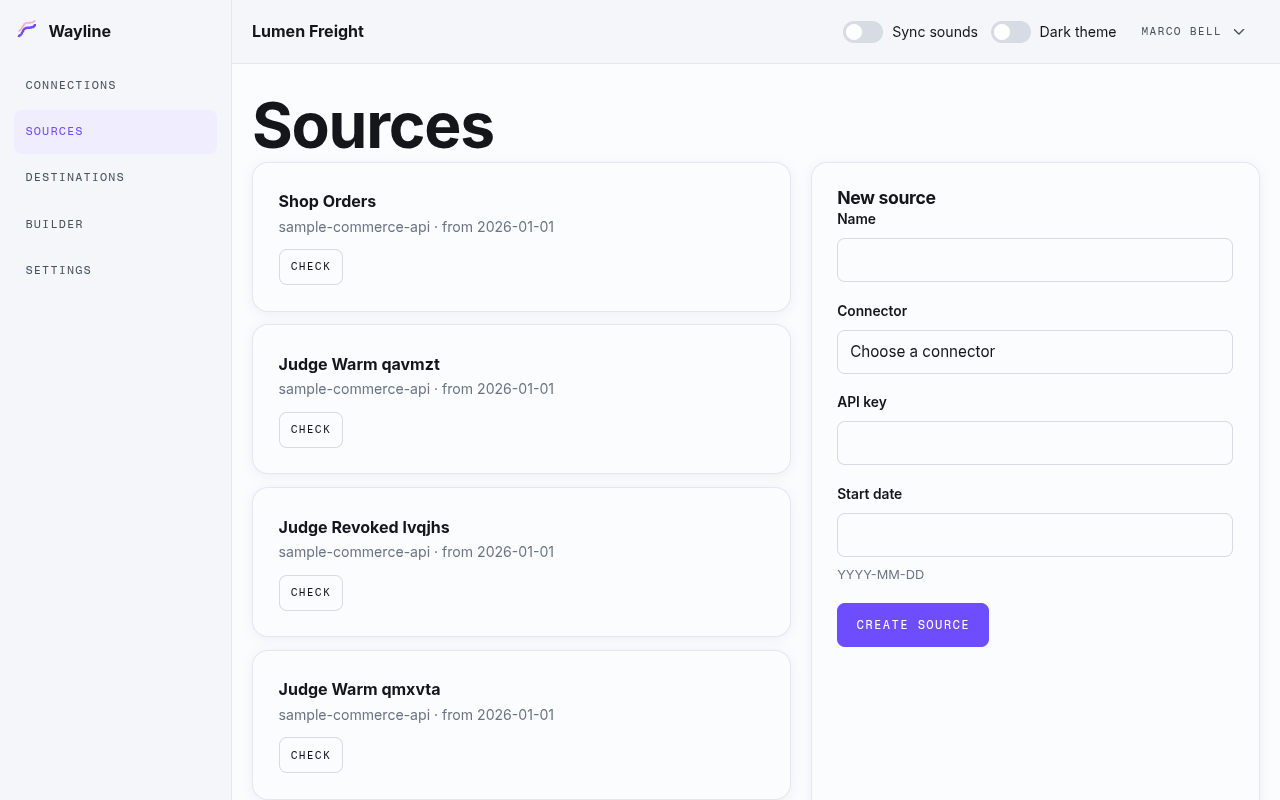 Wayline
CONNECTIONS
SOURCES
DESTINATIONS
BUILDER
SETTINGS
Lumen Freight
Sync sounds
Dark theme
MARCO BELL
Sources
Shop Orders
sample-commerce-api · from 2026-01-01
CHECK
Judge Warm qavmzt
sample-commerce-api · from 2026-01-01
CHECK
Judge Revoked lvqjhs
sample-commerce-api · from 2026-01-01
CHECK
Judge Warm qmxvta
sample-commerce-api · from 2026-01-01
CHECK
New source
Name
Connector
Choose a connector
API key
Start date
YYYY-MM-DD
CREATE SOURCE